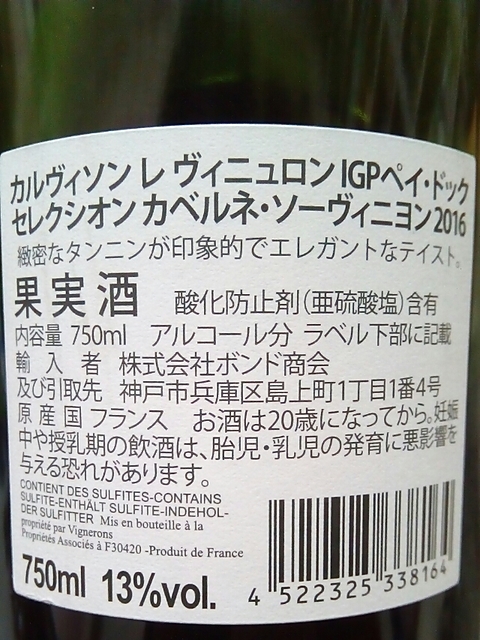 カルヴィソン レ ヴィニュロン IGPペイ・ドック
セレクシオン カベルネ・ソーヴィニヨン 2016
緻密なタンニンが印象的でエレガントなテイスト。
果実酒 酸化防止剤(亜硫酸塩)含有
内容量 750ml アルコール分 ラベル下部に記載
輸入者 株式会社ボンド商会
及び引取先 神戸市兵庫区島上町1丁目1番4号
原産国 フランス お酒は20歳になってから。妊娠
中や授乳期の飲酒は、胎児・乳児の発育に悪影響を
与える恐れがあります。
CONTIENT DES SULFITES-CONTAINS
SULFITE-ENTHÄLT SULFITE-INDEHOL-
DER SULFITTER Mis en bouteille à la
propriété par Vignerons
Propriétés Associés à F30420 -Produit de France
750ml 13%vol.
4 522325 338164